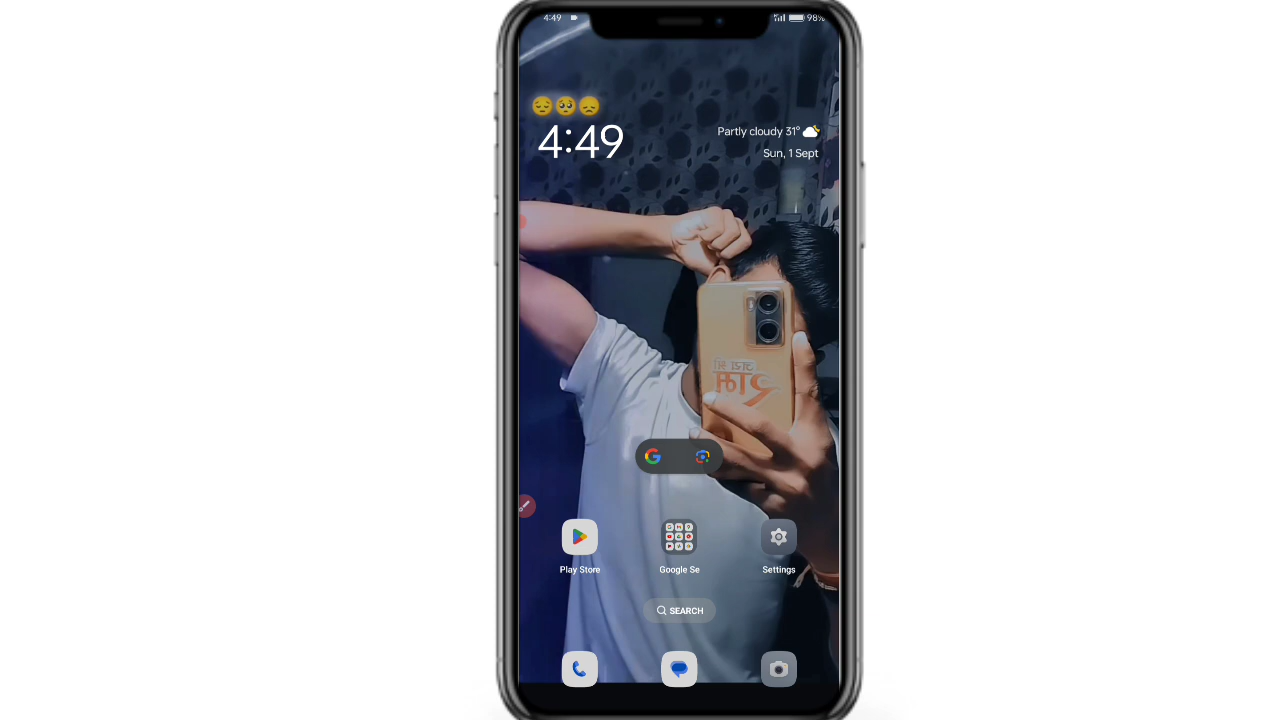 4:49
98%
4:49
Partly cloudy 31°
Sun, 1 Sept
Play Store
Google Se
Settings
SEARCH